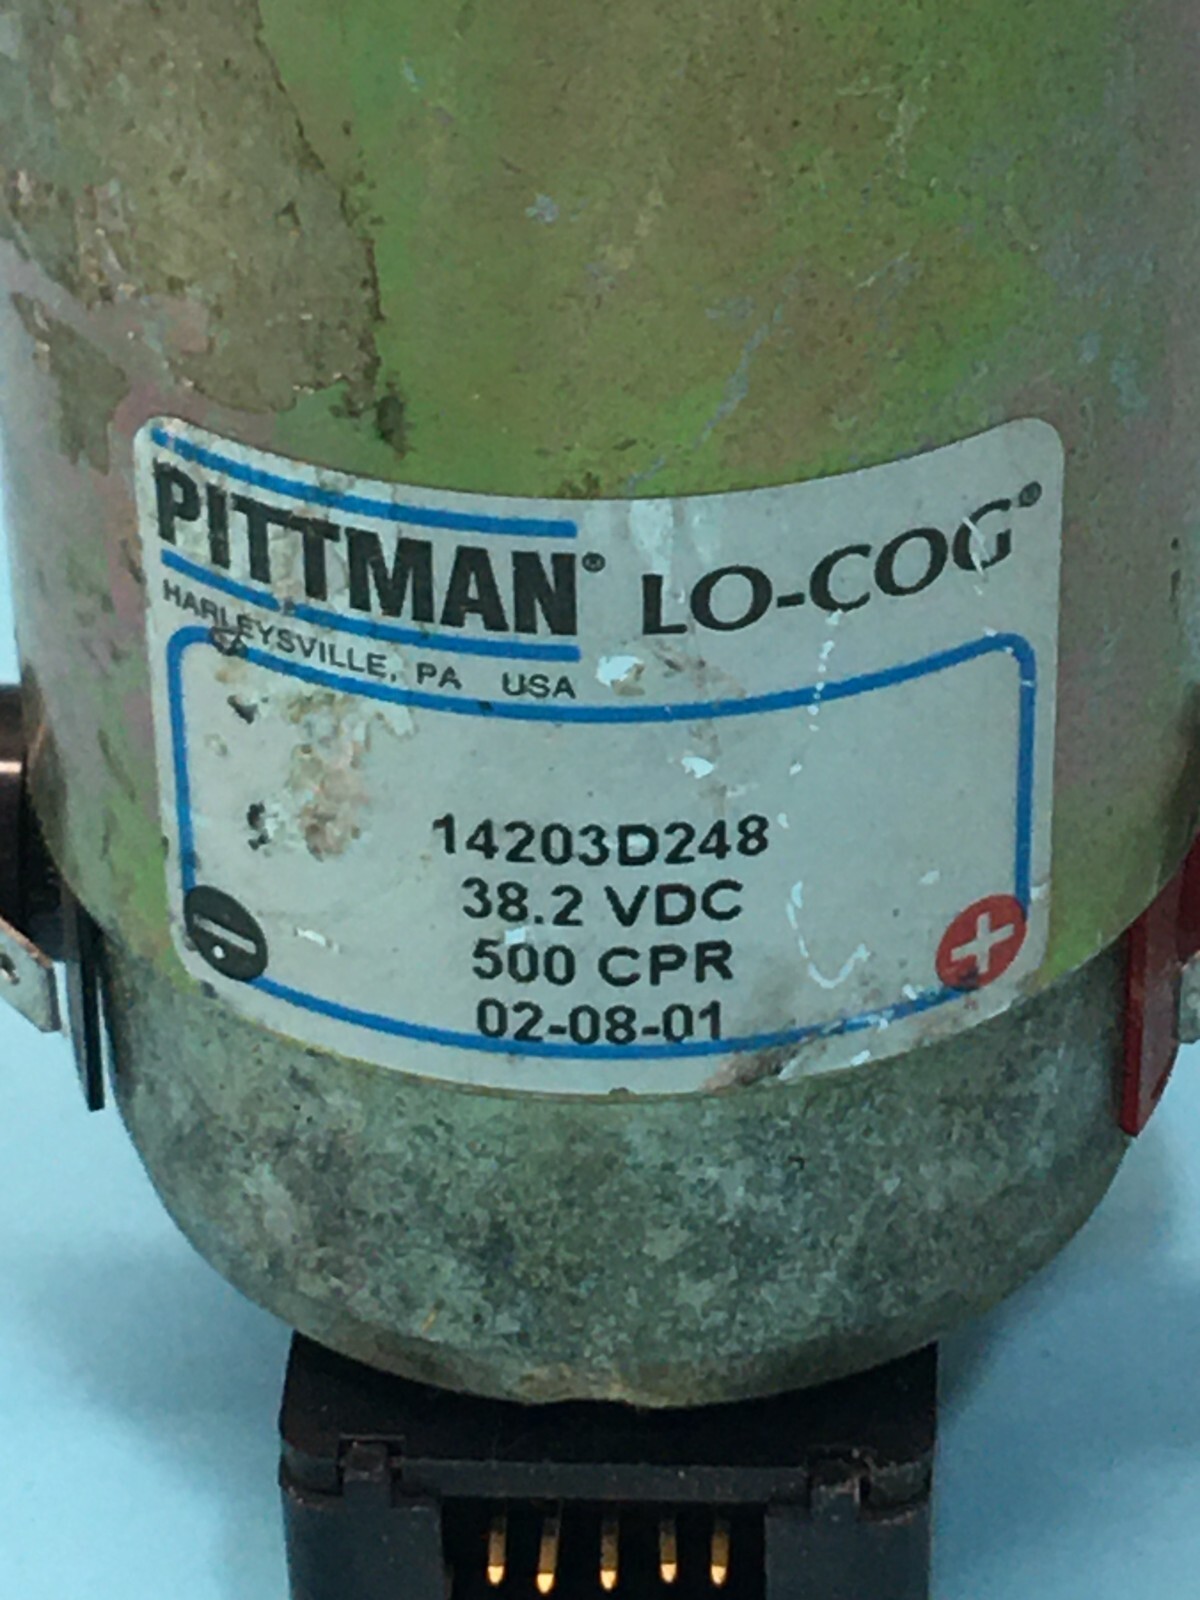 PITTMAN® LO-COG®
HARLEYSVILLE, PA USA
14203D248
38.2 VDC
500 CPR
02-08-01